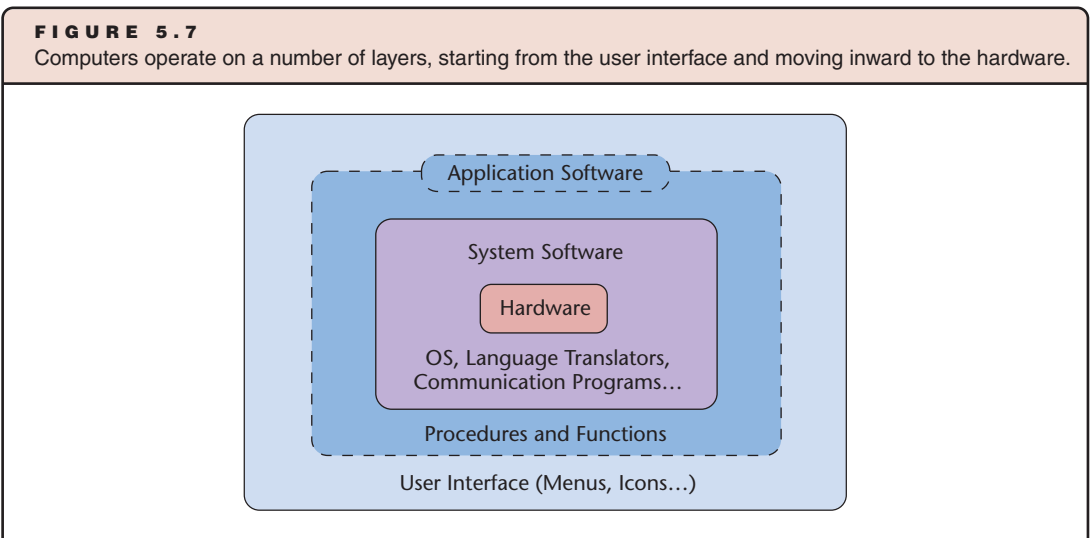 FIGURE 5.7
Computers operate on a number of layers, starting from the user interface and moving inward to the hardware.
Application Software
System Software
Hardware
OS, Language Translators,
Communication Programs...
Procedures and Functions
User Interface (Menus, Icons...)